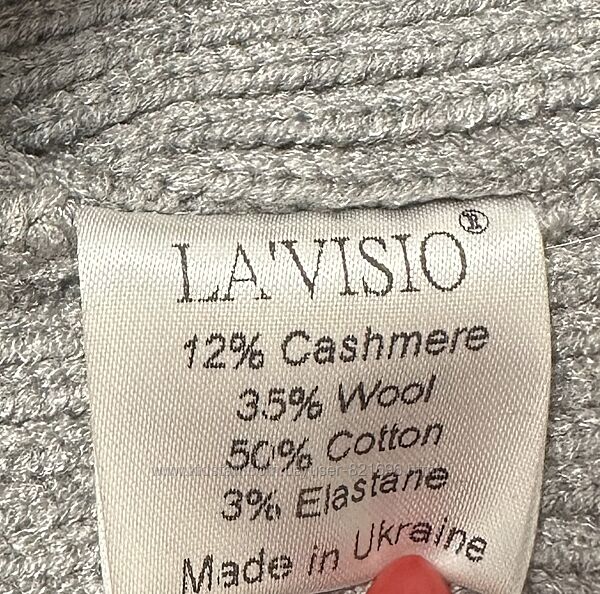 LA'VISIO®
12% Cashmere
35% Wool
50% Cotton
3% Elastane
Made in Ukraine